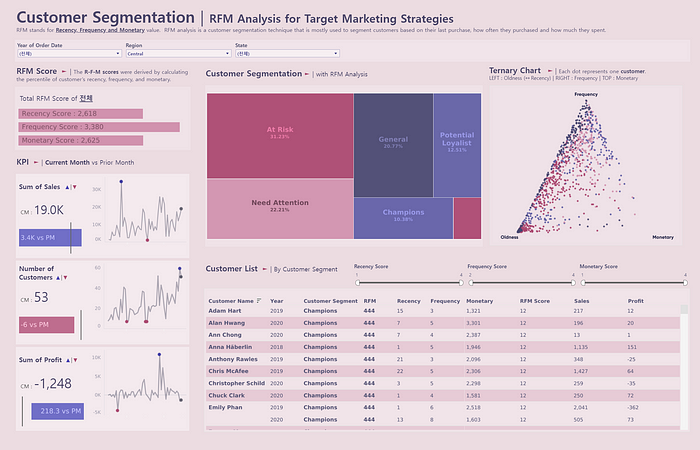 Customer Segmentation | RFM Analysis for Target Marketing Strategies
RFM stands for Recency, Frequency and Monetary value. RFM analysis is a customer segmentation technique that is mostly used to segment customers based on their last purchase, how often they purchased and how much they spent.
Year of Order Date Region State
(전체) Central (전체)
RFM Score | The R-F-M scores were derived by calculating
the percentile of customer's recency, frequency, and monetary.
Total RFM Score of 전체
Recency Score : 2,618
Frequency Score : 3,380
Monetary Score : 2,625
KPI | Current Month vs Prior Month
Sum of Sales ▲|▼
CM : 19.0K
3.4K vs PM
30K
20K
10K
0K
Number of
Customers ▲|▼
CM : 53
-6 vs PM
60
40
20
0
Sum of Profit ▲|▼
CM : -1,248
218.3 vs PM
10K
5K
0K
-5K
Customer Segmentation | with RFM Analysis
At Risk
31.23%
Need Attention
22.21%
General
20.77%
Potential
Loyalist
12.51%
Champions
Ternary Chart | Each dot represents one customer.
LEFT : Oldness (↔ Recency) | RIGHT : Frequency | TOP : Monetary
Frequency
Oldness Monetary
Customer List | By Customer Segment
Recency Score Frequency Score Monetary Score
1 4 2 4 1 4
Customer Name Year Customer Segment RFM Recency Frequency Monetary RFM Score Sales Profit
Adam Hart 2019 Champions 444 15 3 1,321 12 217 12
Alan Hwang 2020 Champions 444 7 5 3,301 12 196 20
Ann Chong 2020 Champions 444 7 4 2,387 12 13 1
Anna Häberlin 2018 Champions 444 1 5 1,946 12 1,135 151
Anthony Rawles 2019 Champions 444 21 3 2,096 12 348 -25
Chris McAfee 2019 Champions 444 22 5 2,306 12 1,427 64
Christopher Schild 2020 Champions 444 3 5 2,298 12 259 -35
Chuck Clark 2020 Champions 444 1 4 1,581 12 250 72
Emily Phan 2019 Champions 444 1 6 2,518 12 2,041 -362
2020 Champions 444 13 8 1,603 12 505 73